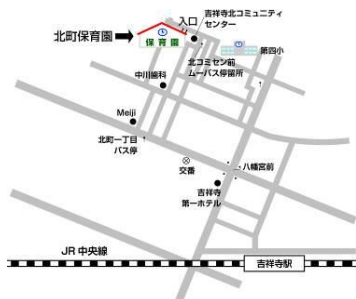 入口
吉祥寺北コミュニティ
センター
北町保育園
保育園
第四小
北コミセン前
ムーバス停留所
中川歯科
Meiji
北町一丁目
バス停
交番
八幡宮前
吉祥寺
第一ホテル
JR 中央線
吉祥寺駅